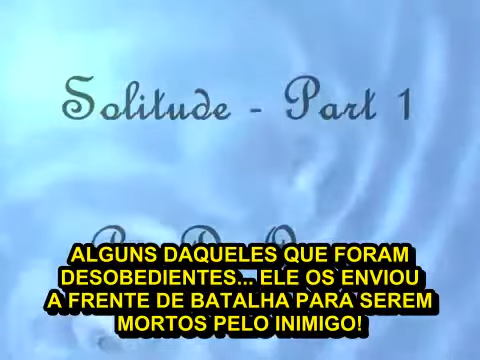 Solitude - Part 1
ALGUNS DAQUELES QUE FORAM
DESOBEDIENTES... ELE OS ENVIOU
A FRENTE DE BATALHA PARA SEREM
MORTOS PELO INIMIGO!